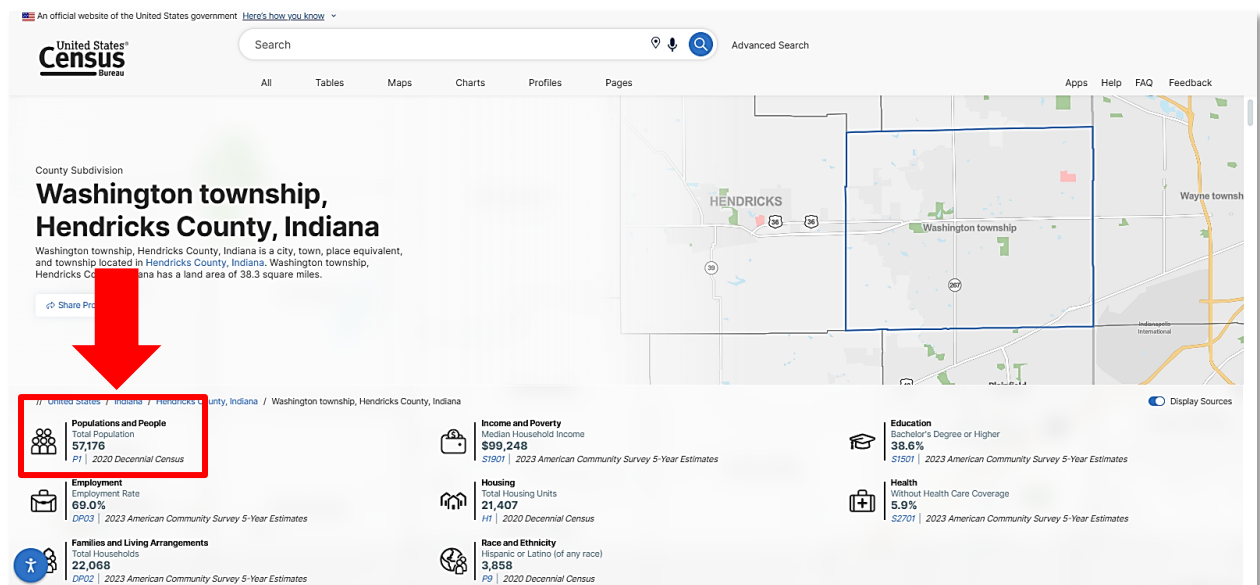 An official website of the United States government Here's how you know
United States®
Census
Bureau
Search
Advanced Search
All Tables Maps Charts Profiles Pages
Apps Help FAQ Feedback
County Subdivision
Washington township,
Hendricks County, Indiana
Washington township, Hendricks County, Indiana is a city, town, place equivalent,
and township located in Hendricks County, Indiana. Washington township,
Hendricks has a land area of 38.3 square miles.
Share
HENDRICKS
36
36
39
267
Washington township
Wayne townsh
Indianapolis
International
Plainfield
// United States / Indiana / Hendricks County, Indiana / Washington township, Hendricks County, Indiana
Display Sources
Populations and People
Total Population
57,176
P1 | 2020 Decennial Census
Income and Poverty
Median Household Income
$99,248
S1901 | 2023 American Community Survey 5-Year Estimates
Education
Bachelor's Degree or Higher
38.6%
S1501 | 2023 American Community Survey 5-Year Estimates
Employment
Employment Rate
69.0%
DP03 | 2023 American Community Survey 5-Year Estimates
Housing
Total Housing Units
21,407
H1 | 2020 Decennial Census
Health
Without Health Care Coverage
5.9%
S2701 | 2023 American Community Survey 5-Year Estimates
Families and Living Arrangements
Total Households
22,068
DP02 | 2023 American Community Survey 5-Year Estimates
Race and Ethnicity
Hispanic or Latino (of any race)
3,858
P9 | 2020 Decennial Census